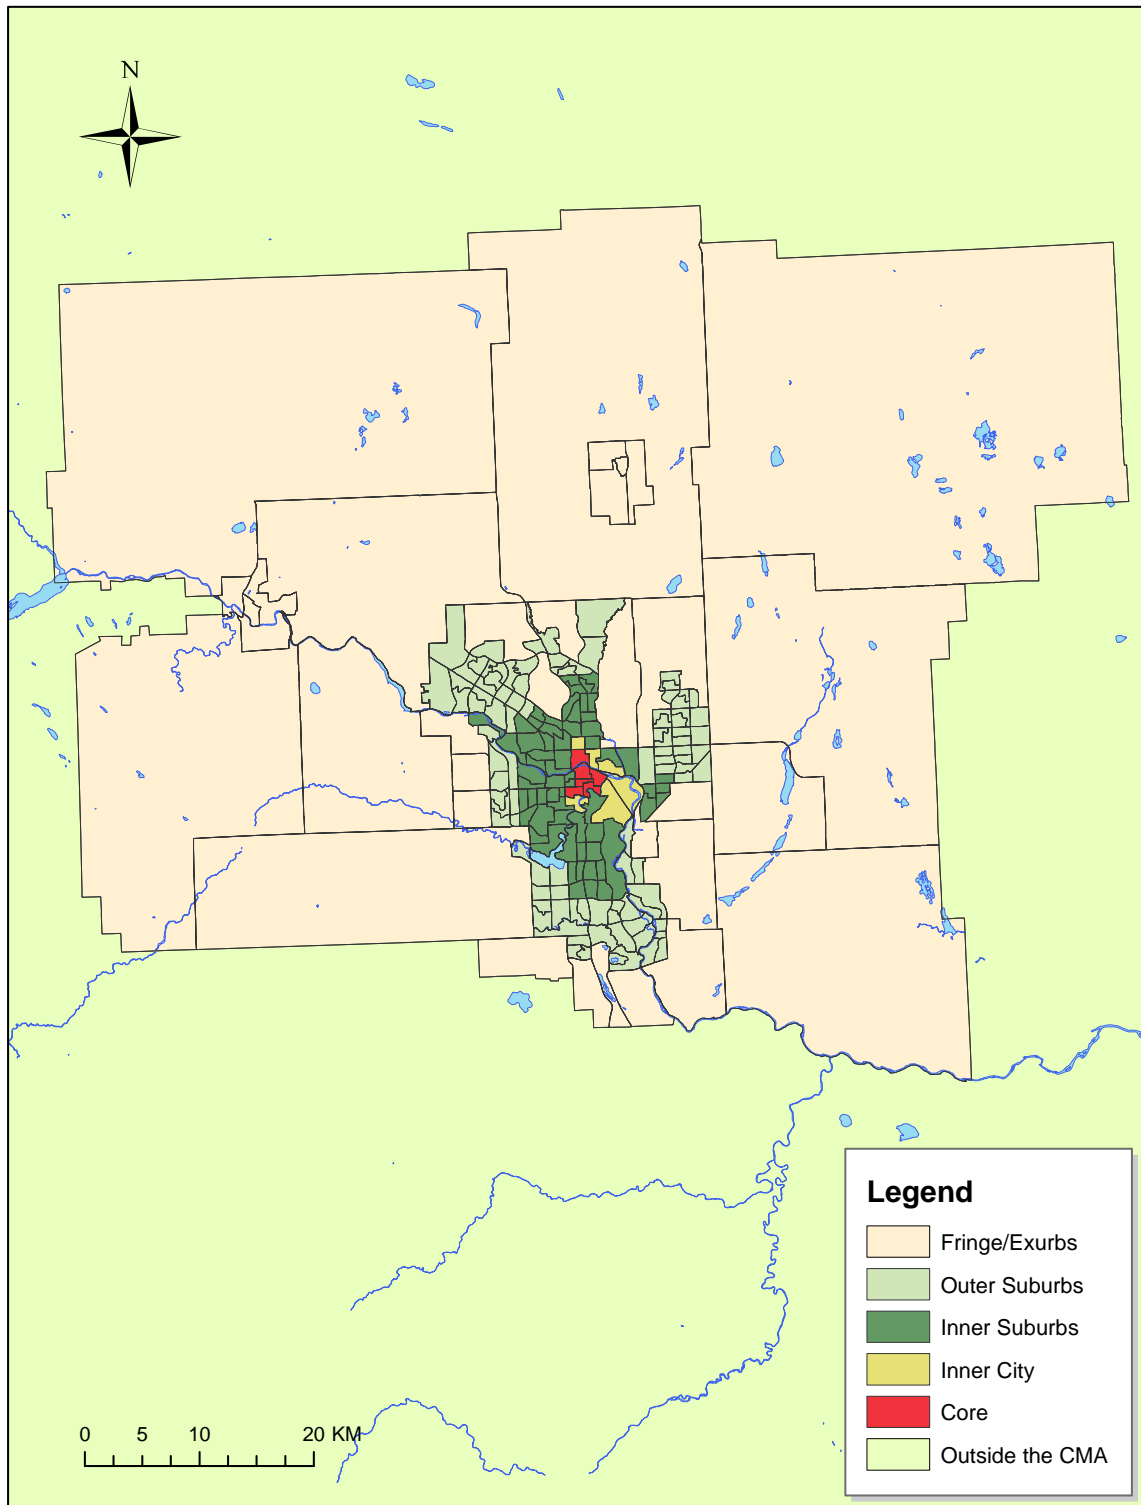 N
Legend
Fringe/Exurbs
Outer Suburbs
Inner Suburbs
Inner City
Core
Outside the CMA
0 5 10 20 KM